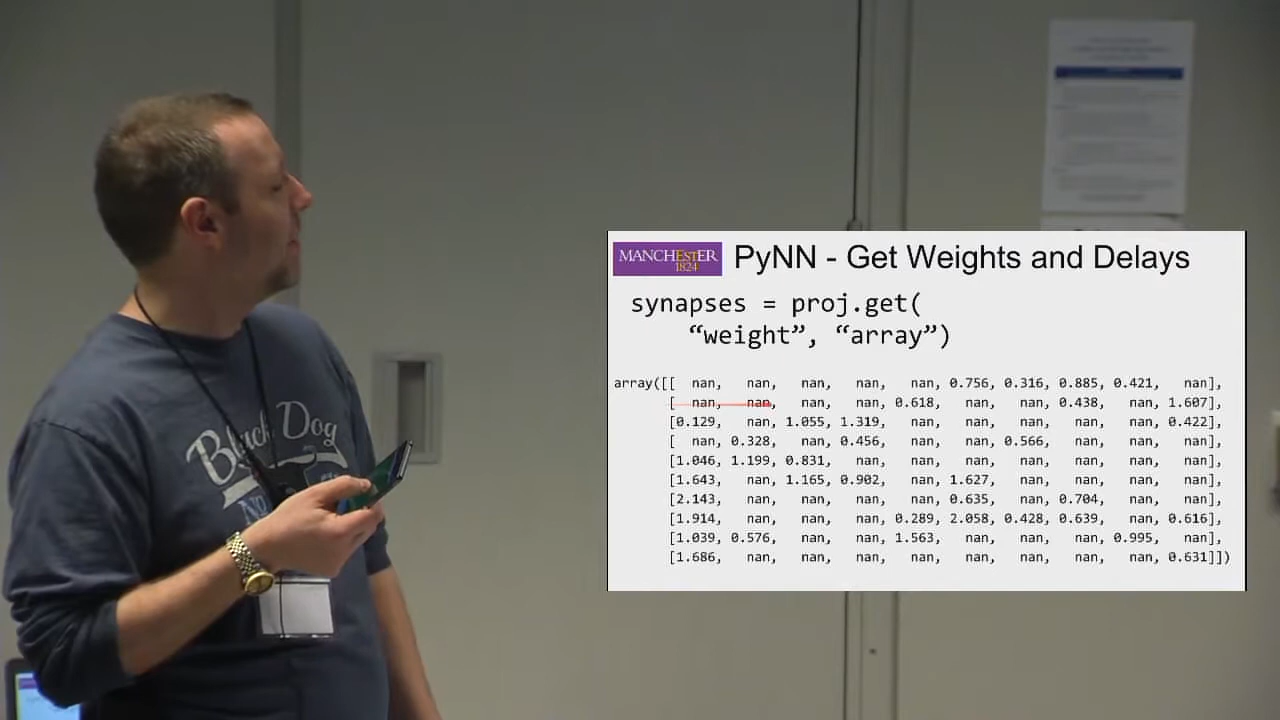 Black Dog
MANCHESTER
1824
PyNN - Get Weights and Delays
synapses = proj.get(
“weight”, “array”)
array([[ nan, nan, nan, nan, nan, 0.756, 0.316, 0.885, 0.421, nan],
[ nan, nan, nan, nan, 0.618, nan, nan, 0.438, nan, 1.607],
[0.129, nan, 1.055, 1.319, nan, nan, nan, nan, nan, 0.422],
[ nan, 0.328, nan, 0.456, nan, nan, 0.566, nan, nan, nan],
[1.046, 1.199, 0.831, nan, nan, nan, nan, nan, nan, nan],
[1.643, nan, 1.165, 0.902, nan, 1.627, nan, nan, nan, nan],
[2.143, nan, nan, nan, nan, 0.635, nan, 0.704, nan, nan],
[1.914, nan, nan, nan, 0.289, 2.058, 0.428, 0.639, nan, 0.616],
[1.039, 0.576, nan, nan, 1.563, nan, nan, nan, 0.995, nan],
[1.686, nan, nan, nan, nan, nan, nan, nan, nan, 0.631]])